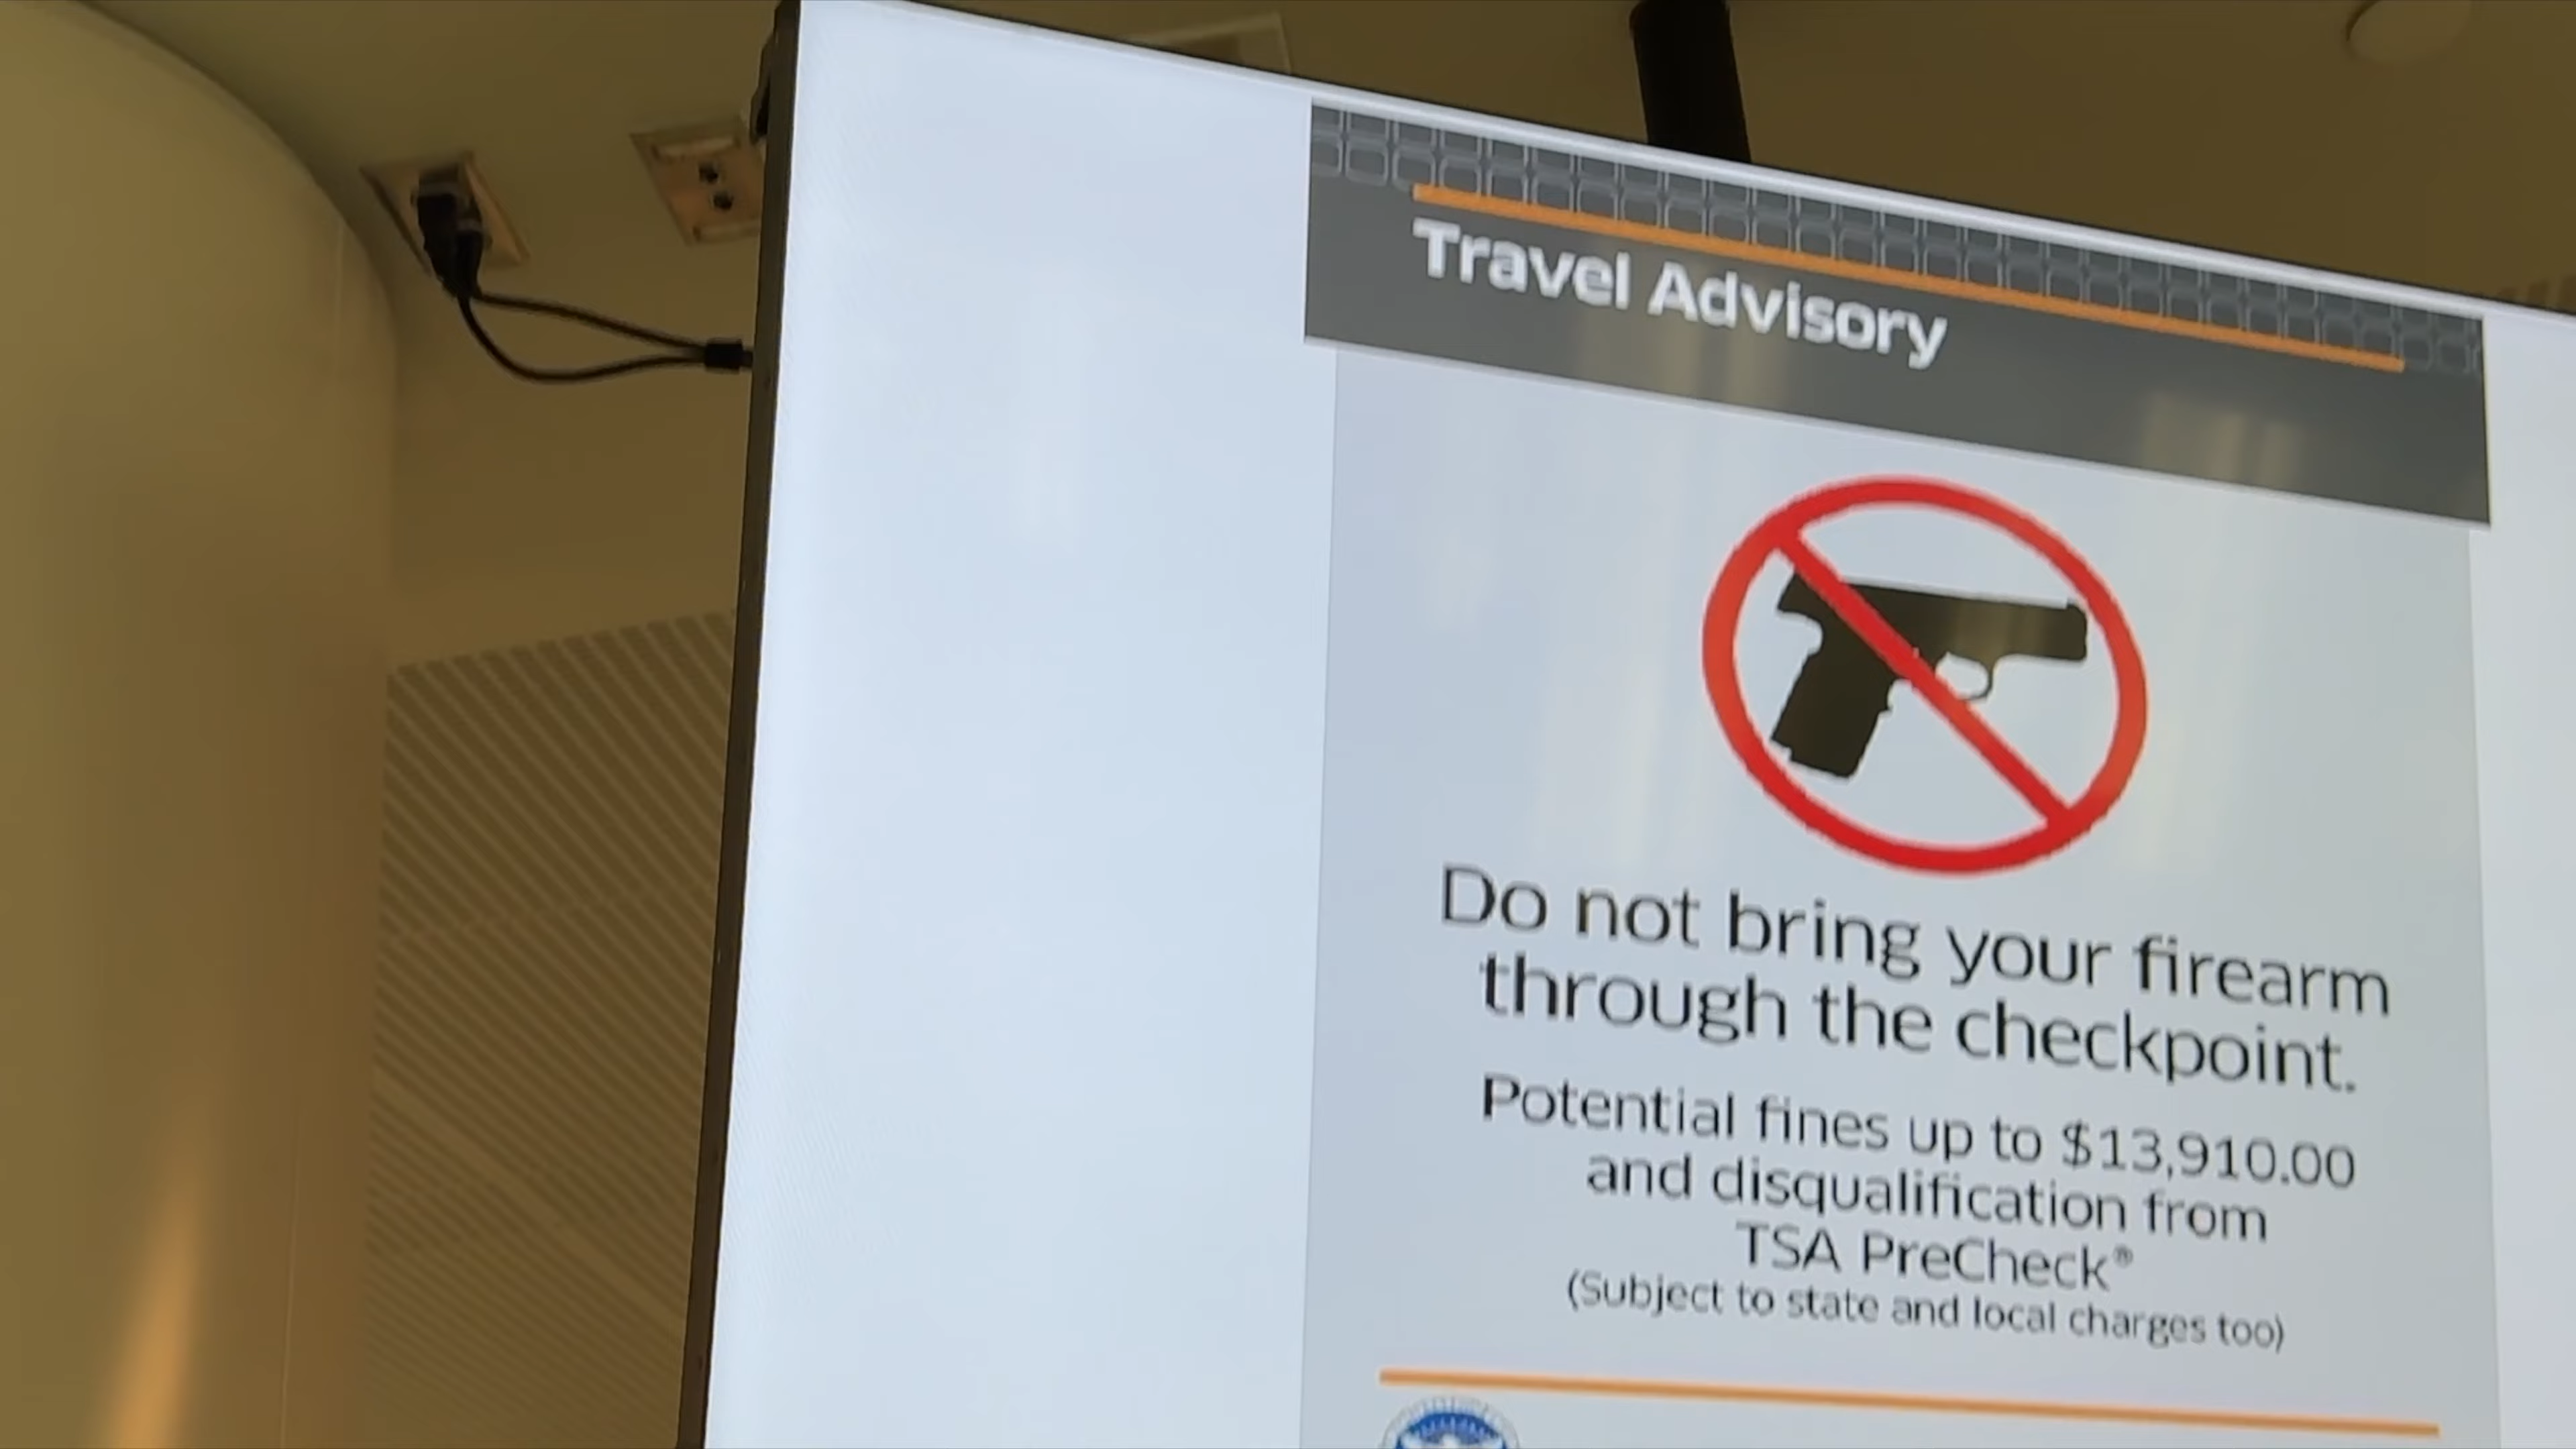 Travel Advisory
Do not bring your firearm
through the checkpoint.
Potential fines up to $13,910.00
and disqualification from
TSA PreCheck®
(Subject to state and local charges too)